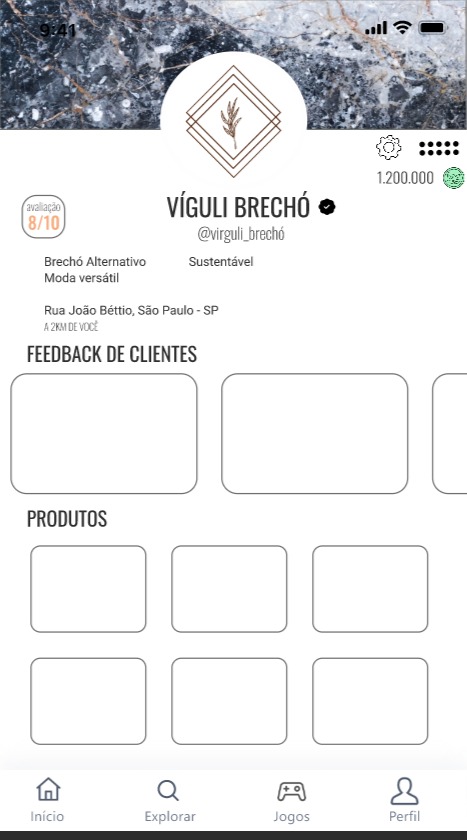 9:41
1.200.000
avaliação
8/10
VÍGULI BRECHÓ
@virguli_brechó
Brechó Alternativo
Sustentável
Moda versátil
Rua João Béttio, São Paulo - SP
A 2KM DE VOCÊ
FEEDBACK DE CLIENTES
PRODUTOS
Início
Explorar
Jogos
Perfil